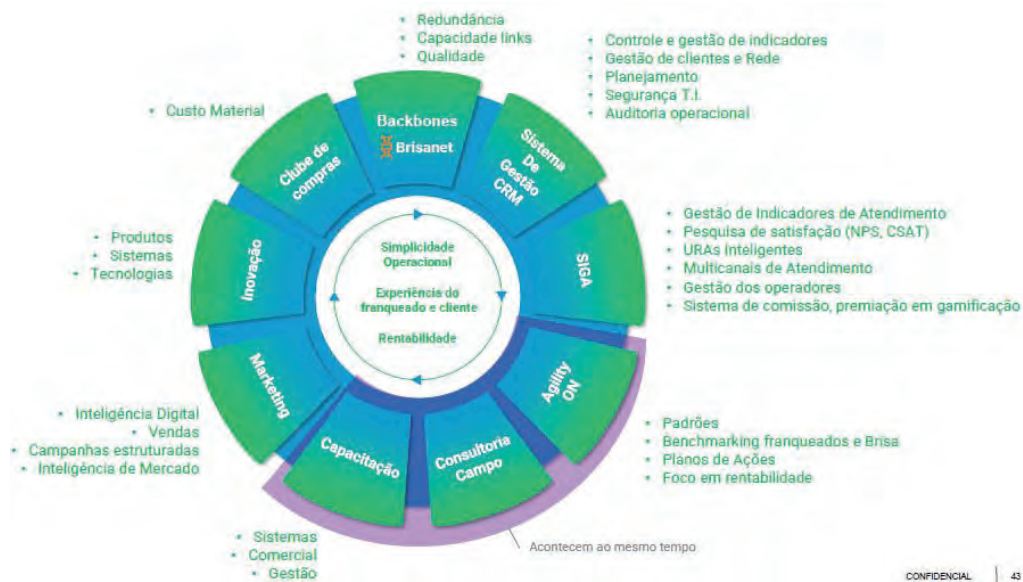 • Redundância
• Capacidade links
• Qualidade
• Controle e gestão de indicadores
• Gestão de clientes e Rede
• Planejamento
• Segurança T.I.
• Auditoria operacional
• Custo Material
Backbones
Brisanet
Sistema
De
Gestão
CRM
Clube de
compras
• Gestão de Indicadores de Atendimento
• Pesquisa de satisfação (NPS, CSAT)
• URAs Inteligentes
• Multicanais de Atendimento
• Gestão dos operadores
• Sistema de comissão, premiação em gamificação
SIGA
• Produtos
• Sistemas
• Tecnologias
Inovação
Simplicidade
Operacional
Experiência do
franqueado e cliente
Rentabilidade
Agility
ON
Marketing
• Inteligência Digital
• Vendas
• Campanhas estruturadas
• Inteligência de Mercado
Capacitação
Consultoria
Campo
• Padrões
• Benchmarking franqueados e Brisa
• Planos de Ações
• Foco em rentabilidade
• Sistemas
• Comercial
• Gestão
Acontecem ao mesmo tempo
CONFIDENCIAL | 43